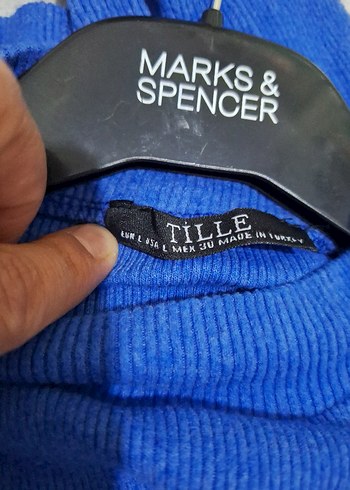 MARKS &
SPENCER
TİLLE
EUR L USA L MEX 30 MADE IN TURKEY